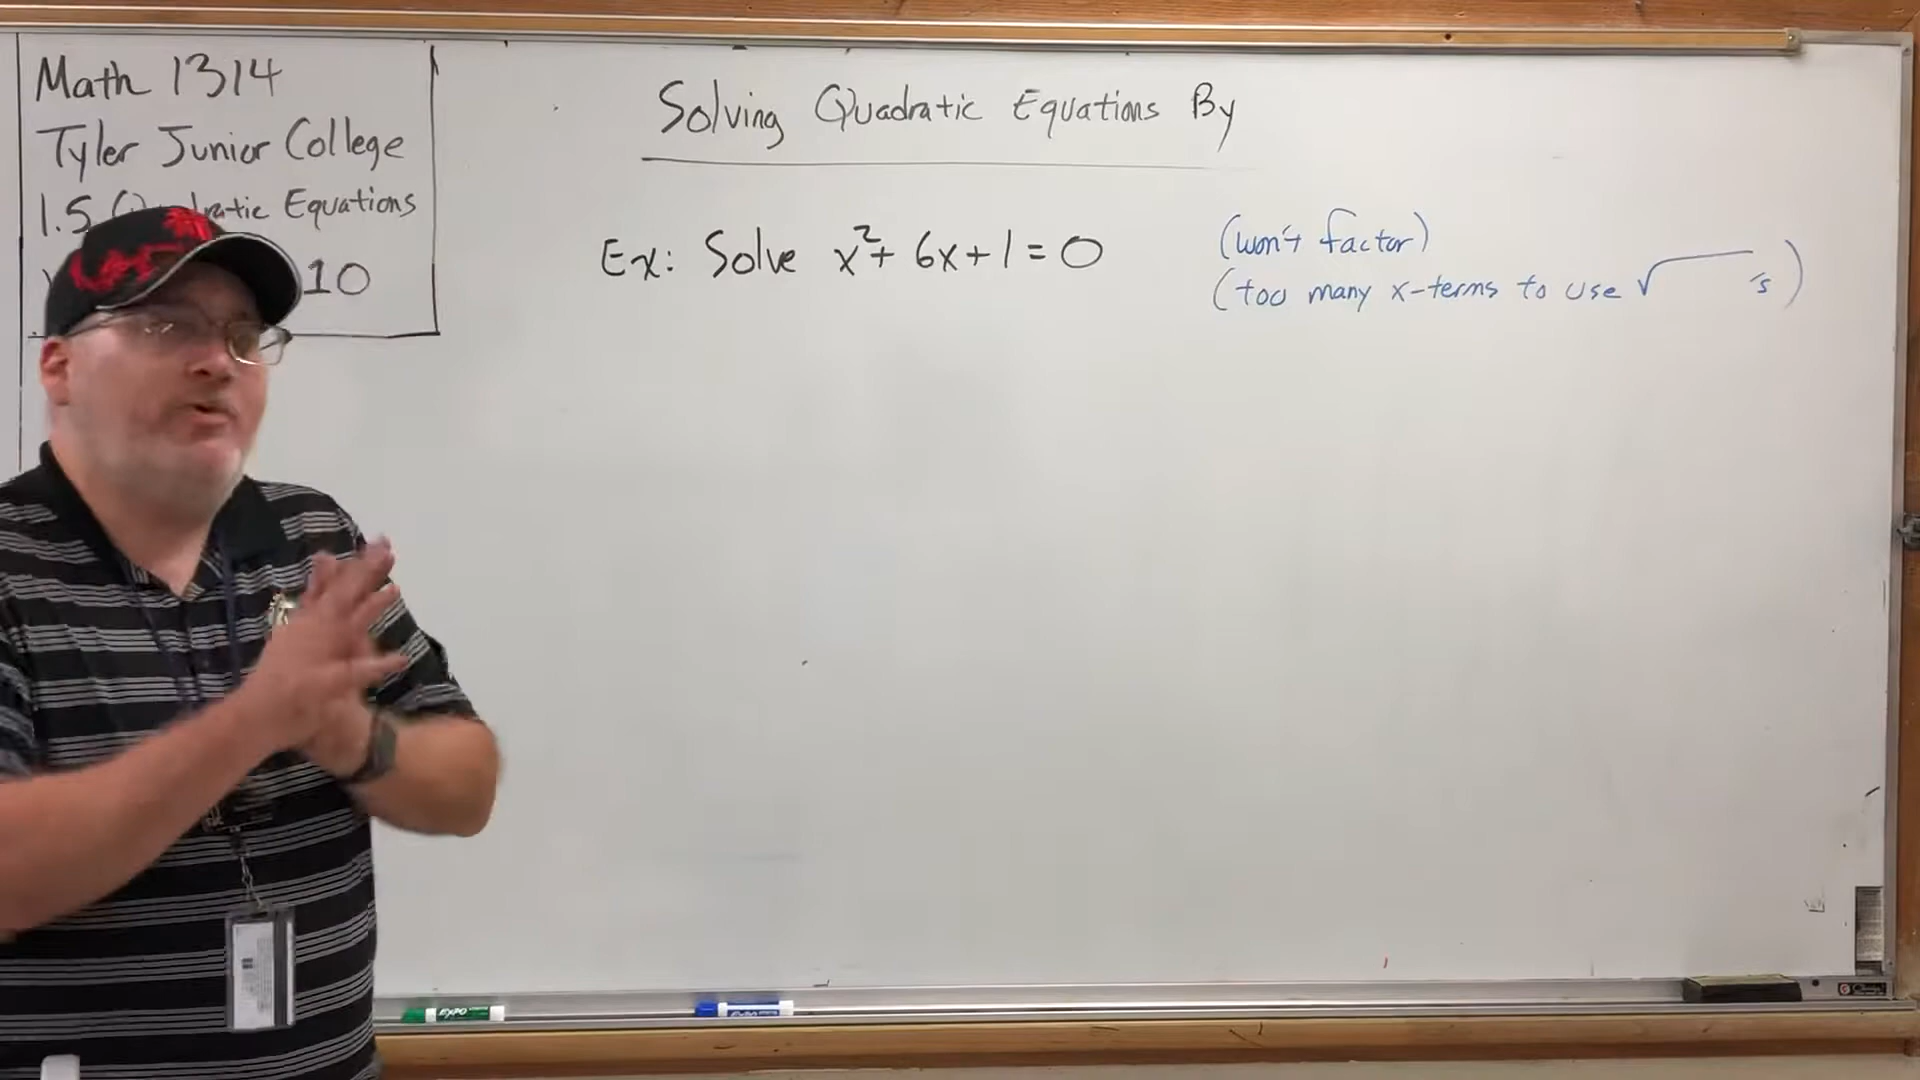 Math 1314
Tyler Junior College
1.5 Equations
10
Solving Quadratic Equations By
Ex: Solve x²+ 6x+1=0
(won't factor)
(too many x-terms to use √ 's)
EXPO